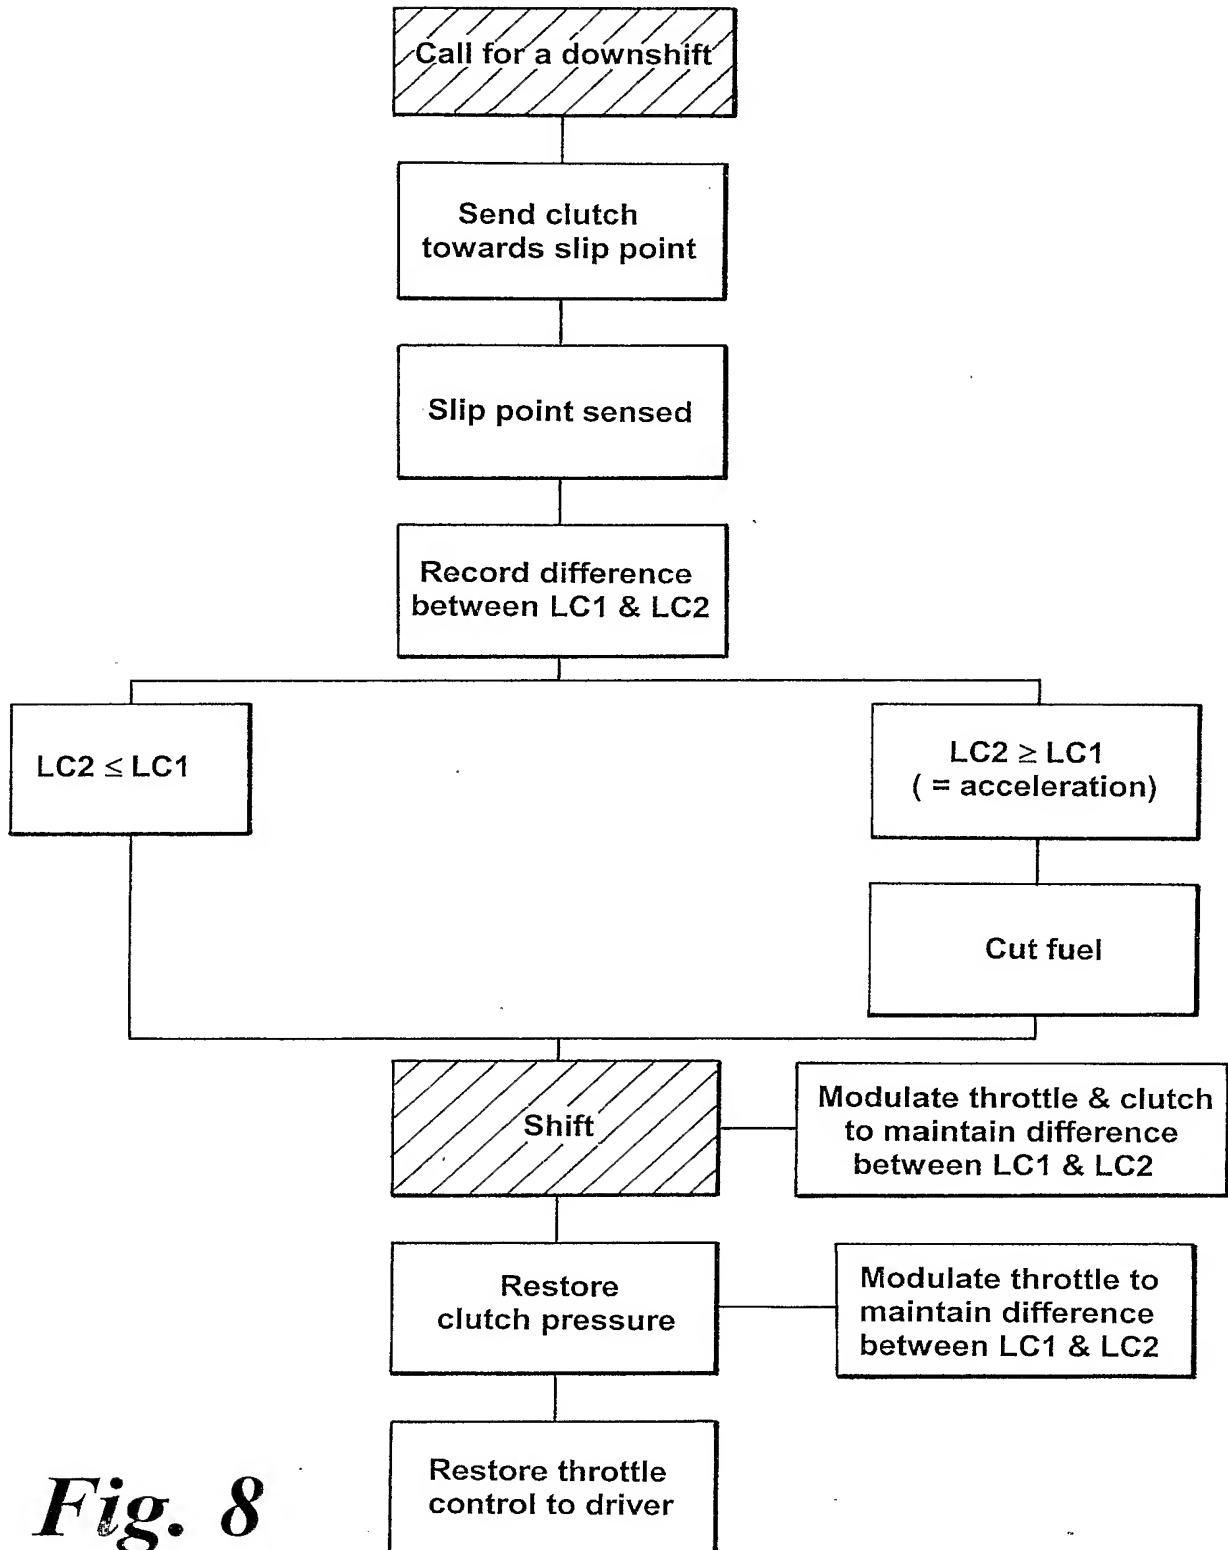 Call for a downshift
Send clutch
towards slip point
Slip point sensed
Record difference
between LC1 & LC2
LC2 ≤ LC1
LC2 ≥ LC1
( = acceleration)
Cut fuel
Shift
Modulate throttle & clutch
to maintain difference
between LC1 & LC2
Restore
clutch pressure
Modulate throttle to
maintain difference
between LC1 & LC2
Restore throttle
control to driver
Fig. 8